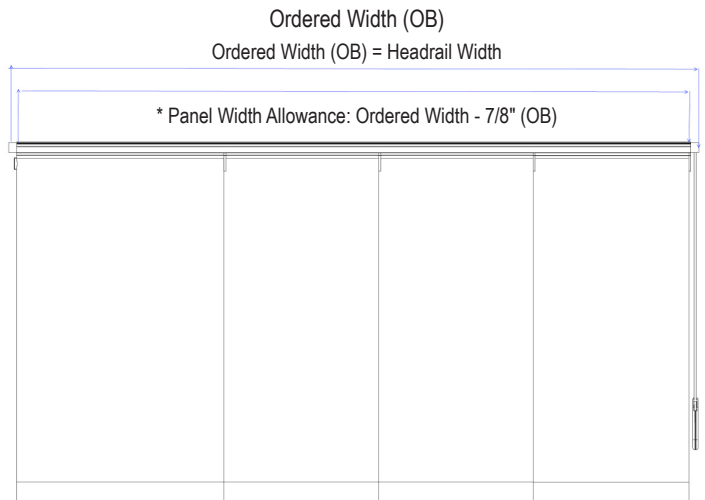 Ordered Width (OB)
Ordered Width (OB) = Headrail Width
* Panel Width Allowance: Ordered Width - 7/8" (OB)